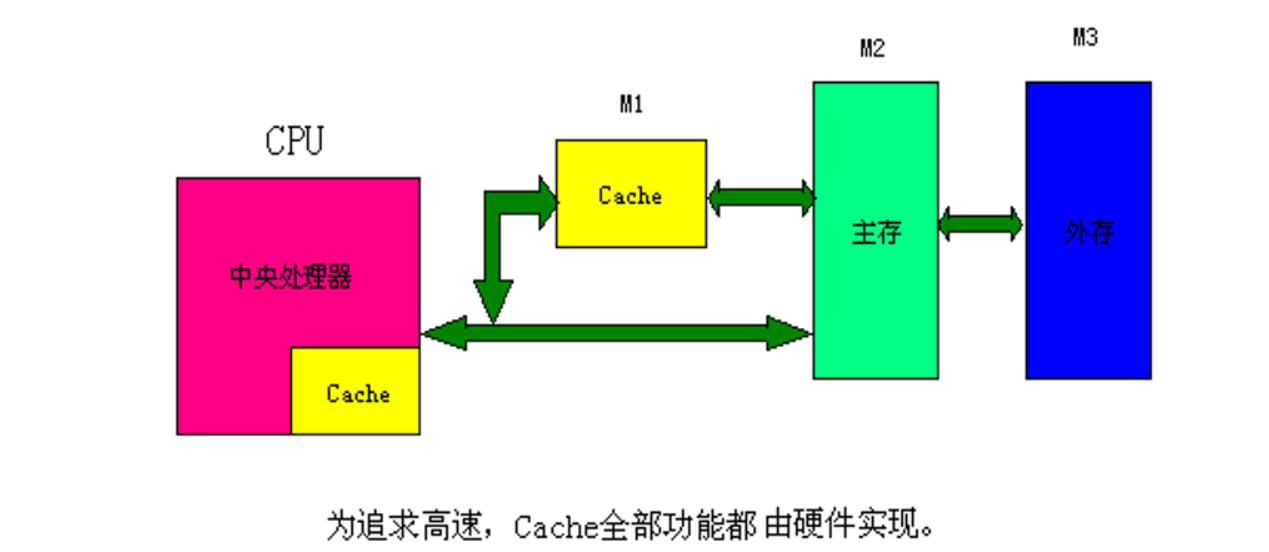 M3
M2
M1
CPU
Cache
主存
外存
中央处理器
Cache
为追求高速，Cache全部功能都由硬件实现。